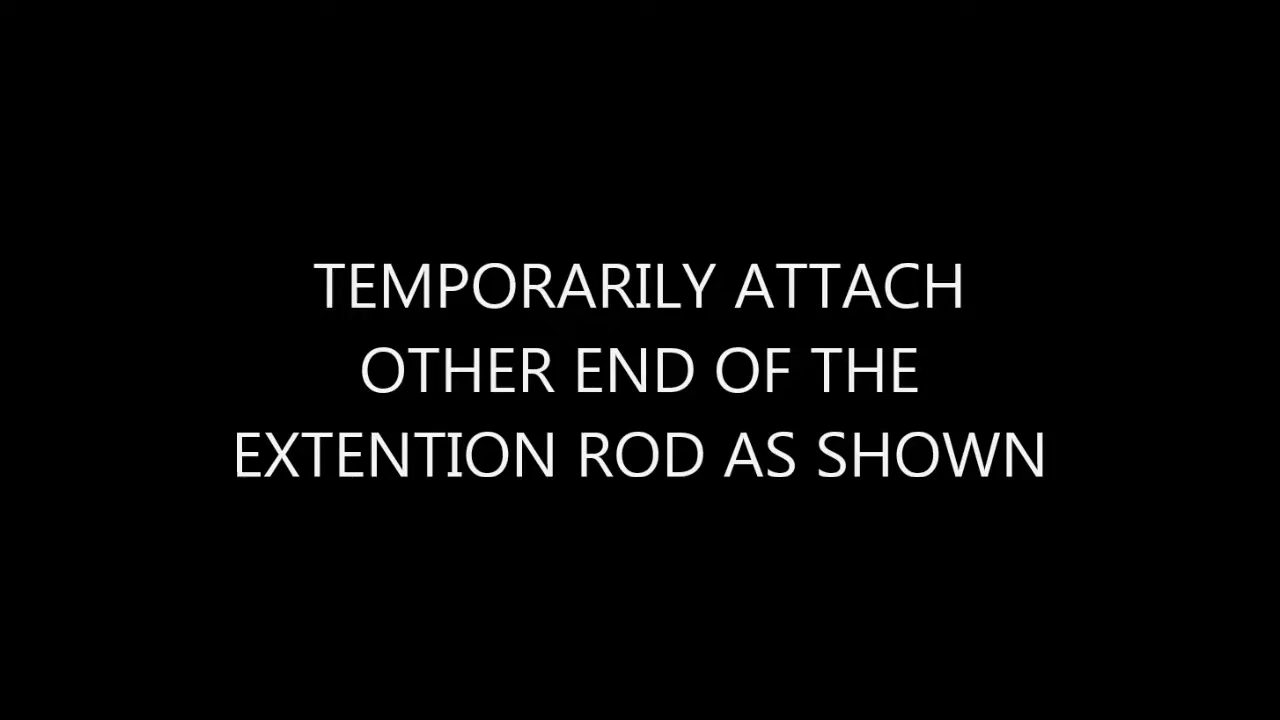 TEMPORARILY ATTACH
OTHER END OF THE
EXTENTION ROD AS SHOWN